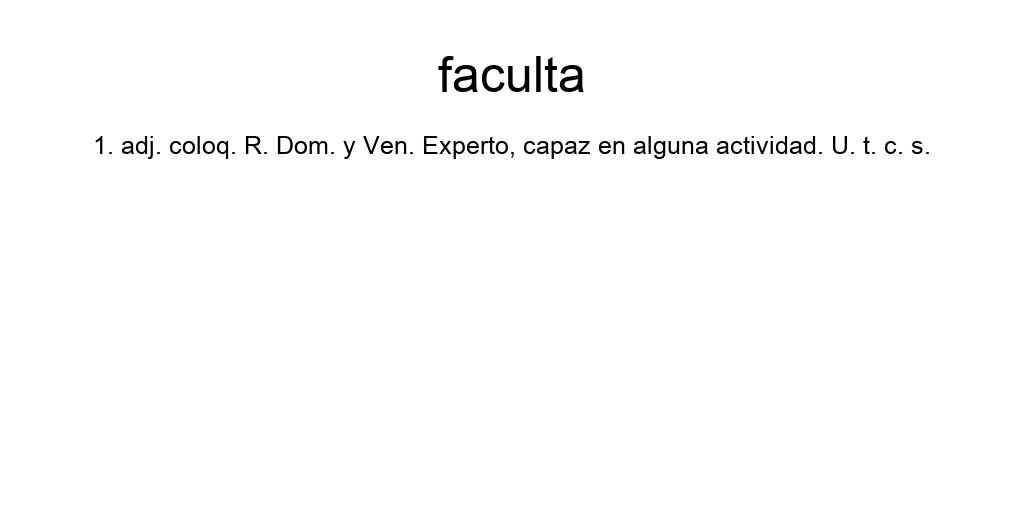 faculta
1. adj. coloq. R. Dom. y Ven. Experto, capaz en alguna actividad. U. t. c. s.